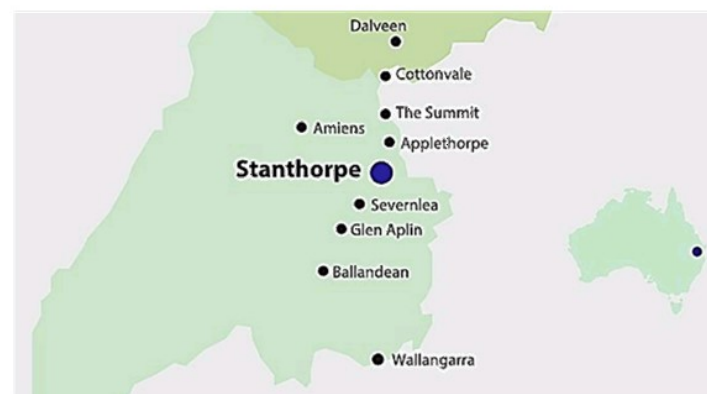 Dalveen
Cottonvale
The Summit
Amiens
Applethorpe
Stanthorpe
Severnlea
Glen Aplin
Ballandean
Wallangarra